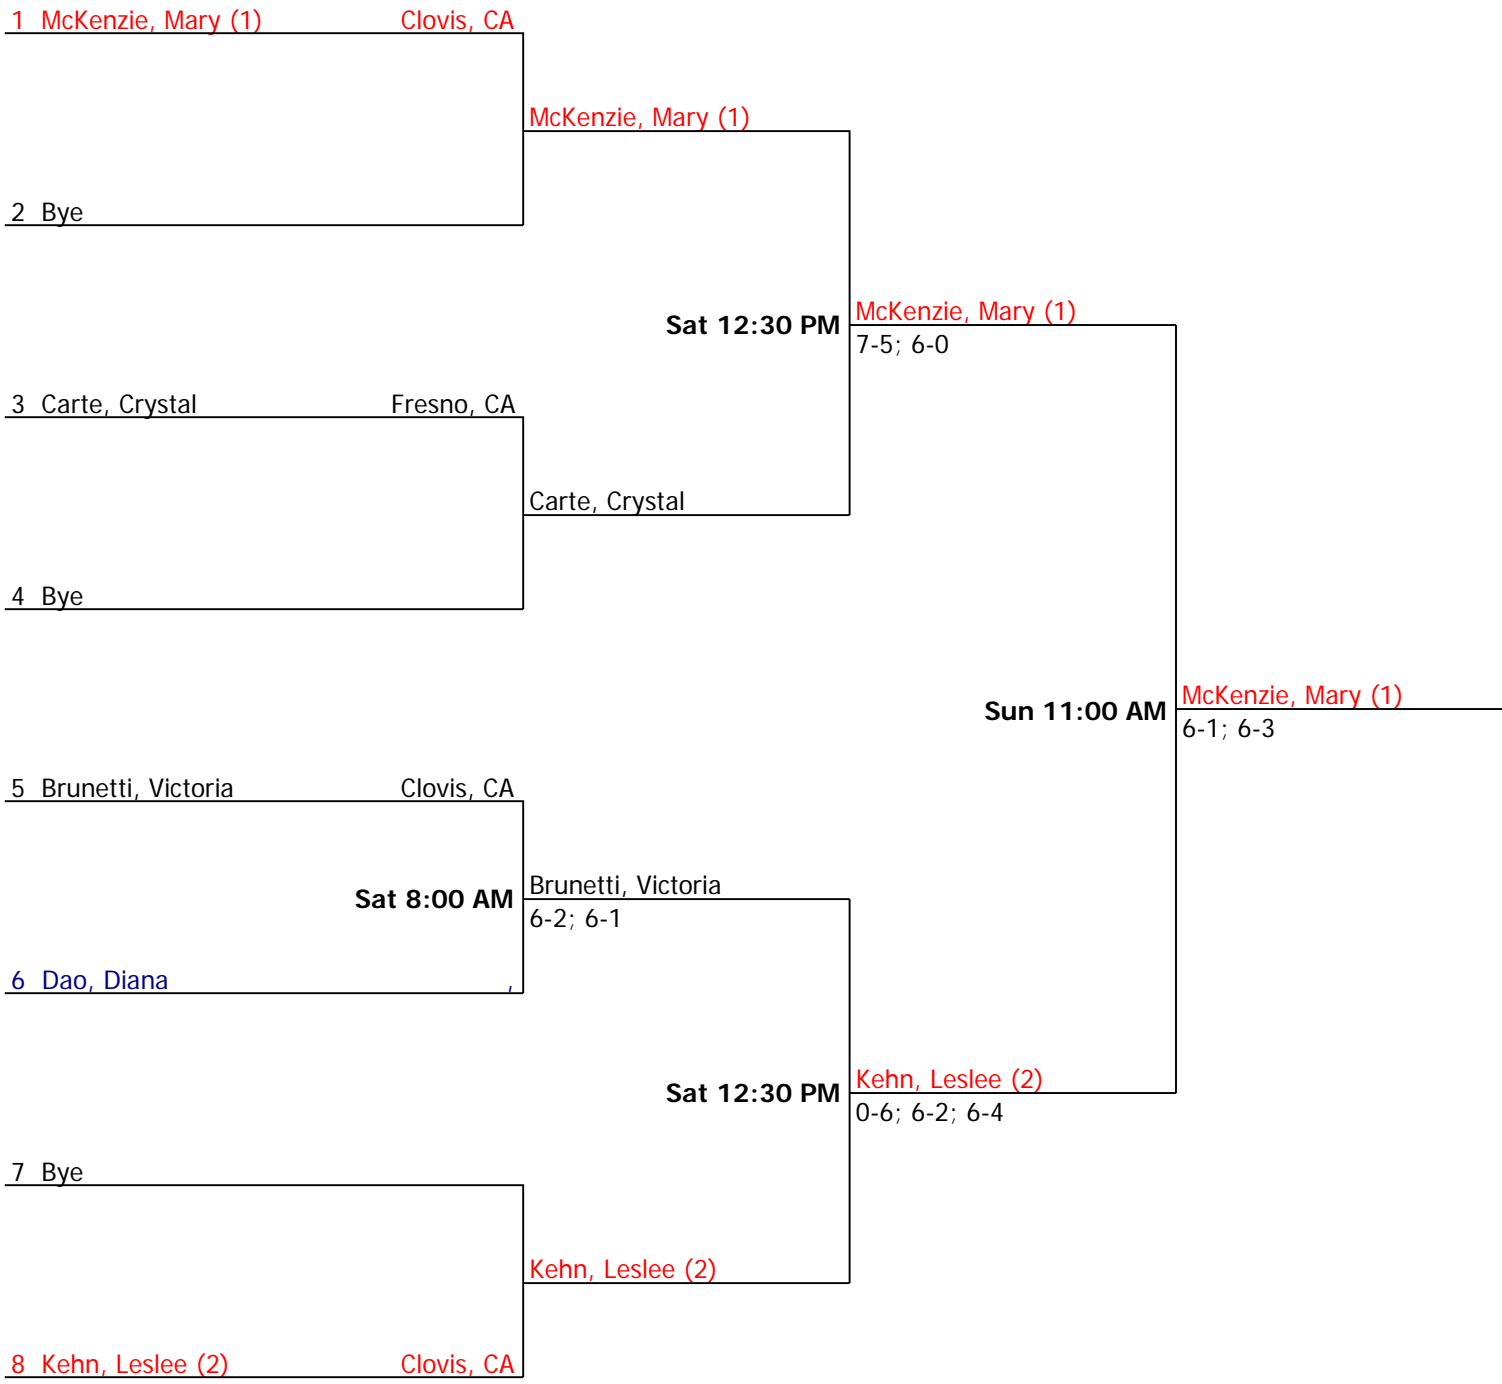 1 McKenzie, Mary (1) Clovis, CA
McKenzie, Mary (1)
2 Bye
Sat 12:30 PM
McKenzie, Mary (1)
7-5; 6-0
3 Carte, Crystal Fresno, CA
Carte, Crystal
4 Bye
Sun 11:00 AM
McKenzie, Mary (1)
6-1; 6-3
5 Brunetti, Victoria Clovis, CA
Sat 8:00 AM
Brunetti, Victoria
6-2; 6-1
6 Dao, Diana ,
Sat 12:30 PM
Kehn, Leslee (2)
0-6; 6-2; 6-4
7 Bye
Kehn, Leslee (2)
8 Kehn, Leslee (2) Clovis, CA